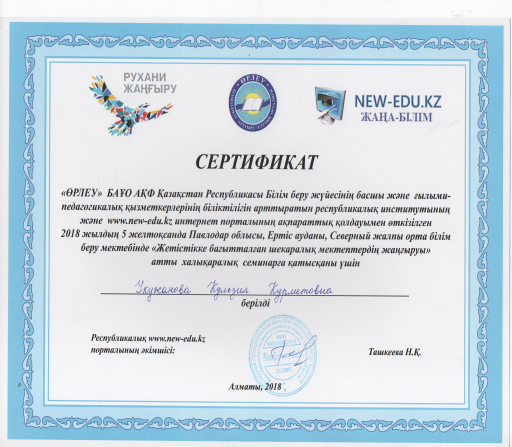 РУХАНИ
ЖАҢҒЫРУ
ӨРЛЕУ
NEW-EDU.KZ
ЖАҢА-БІЛІМ
СЕРТИФИКАТ
«ӨРЛЕУ» БАҰО АҚФ Қазақстан Республикасы Білім беру жүйесінің басшы және ғылыми-
педагогикалық қызметкерлерінің біліктілігін арттыратын республикалық институтының
және www.new-edu.kz интернет порталының ақпараттық қолдауымен өткізілген
2018 жылдың 5 желтоқсанда Павлодар облысы, Ертіс ауданы, Северный жалпы орта білім
беру мектебінде «Жетістікке бағытталған шекаралық мектептердің жаңғыруы»
атты халықаралық семинарға қатысқаны үшін
Укужанова Кульзил Курметовна
берілді
Республикалық www.new-edu.kz
порталының әкімшісі:
Ташкеева Н.Қ.
Алматы, 2018